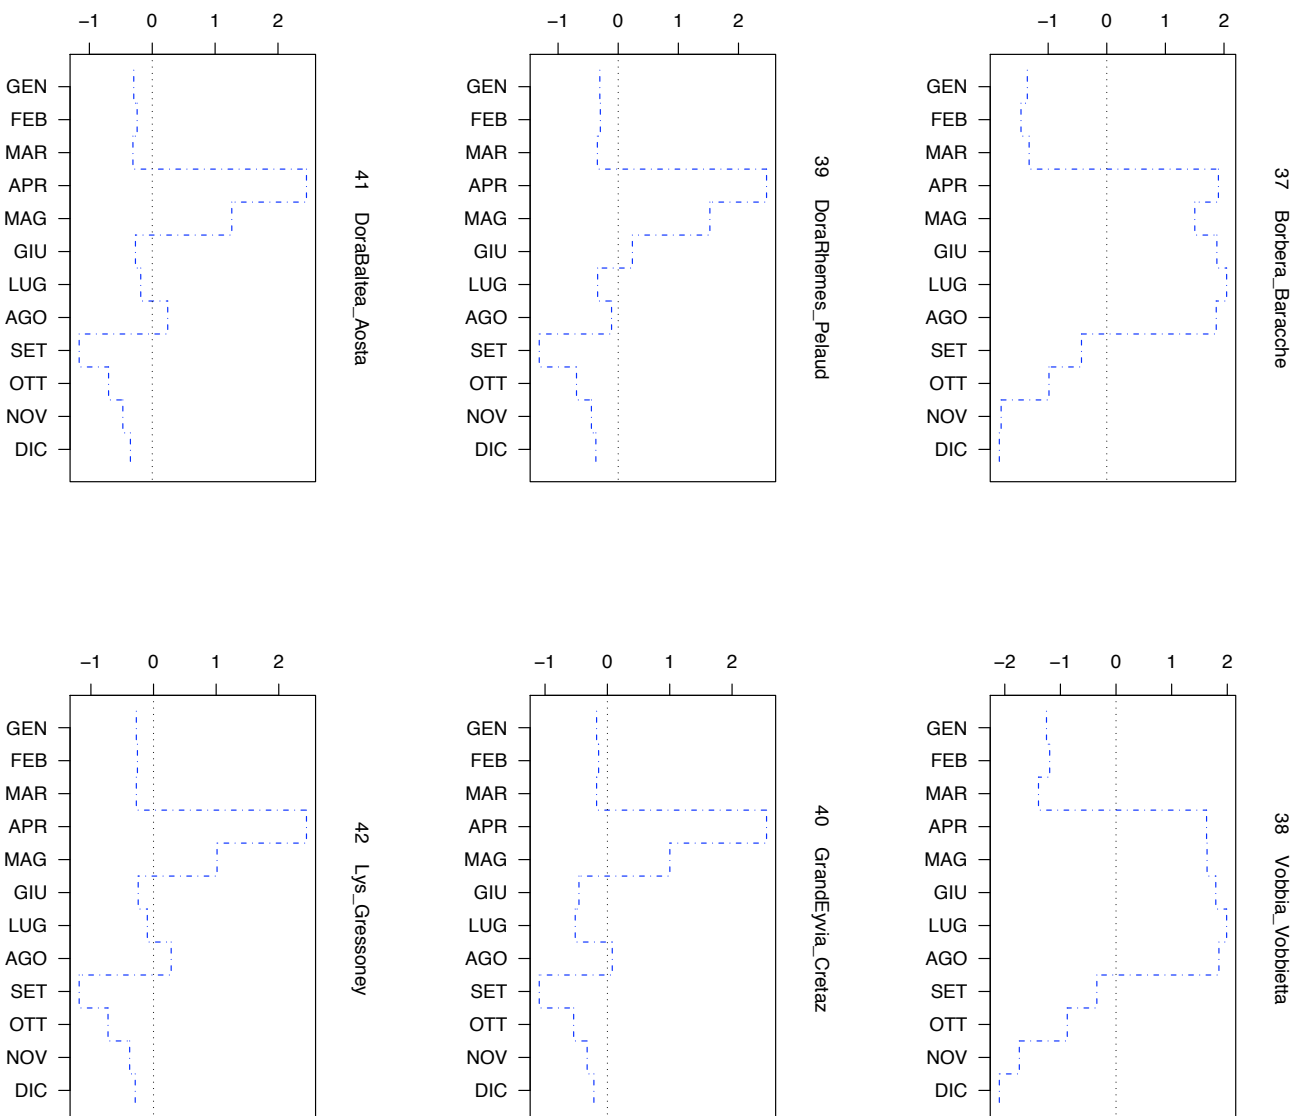 −1 0 1 2
GEN
FEB
MAR
APR
MAG
GIU
LUG
AGO
SET
OTT
NOV
DIC
41 DoraBaltea_Aosta
−1 0 1 2
GEN
FEB
MAR
APR
MAG
GIU
LUG
AGO
SET
OTT
NOV
DIC
39 DoraRhemes_Pelaud
−1 0 1 2
GEN
FEB
MAR
APR
MAG
GIU
LUG
AGO
SET
OTT
NOV
DIC
37 Borbera_Baracche
−1 0 1 2
GEN
FEB
MAR
APR
MAG
GIU
LUG
AGO
SET
OTT
NOV
DIC
42 Lys_Gressoney
−1 0 1 2
GEN
FEB
MAR
APR
MAG
GIU
LUG
AGO
SET
OTT
NOV
DIC
40 GrandEyvia_Cretaz
−2 −1 0 1 2
GEN
FEB
MAR
APR
MAG
GIU
LUG
AGO
SET
OTT
NOV
DIC
38 Vobbia_Vobbietta